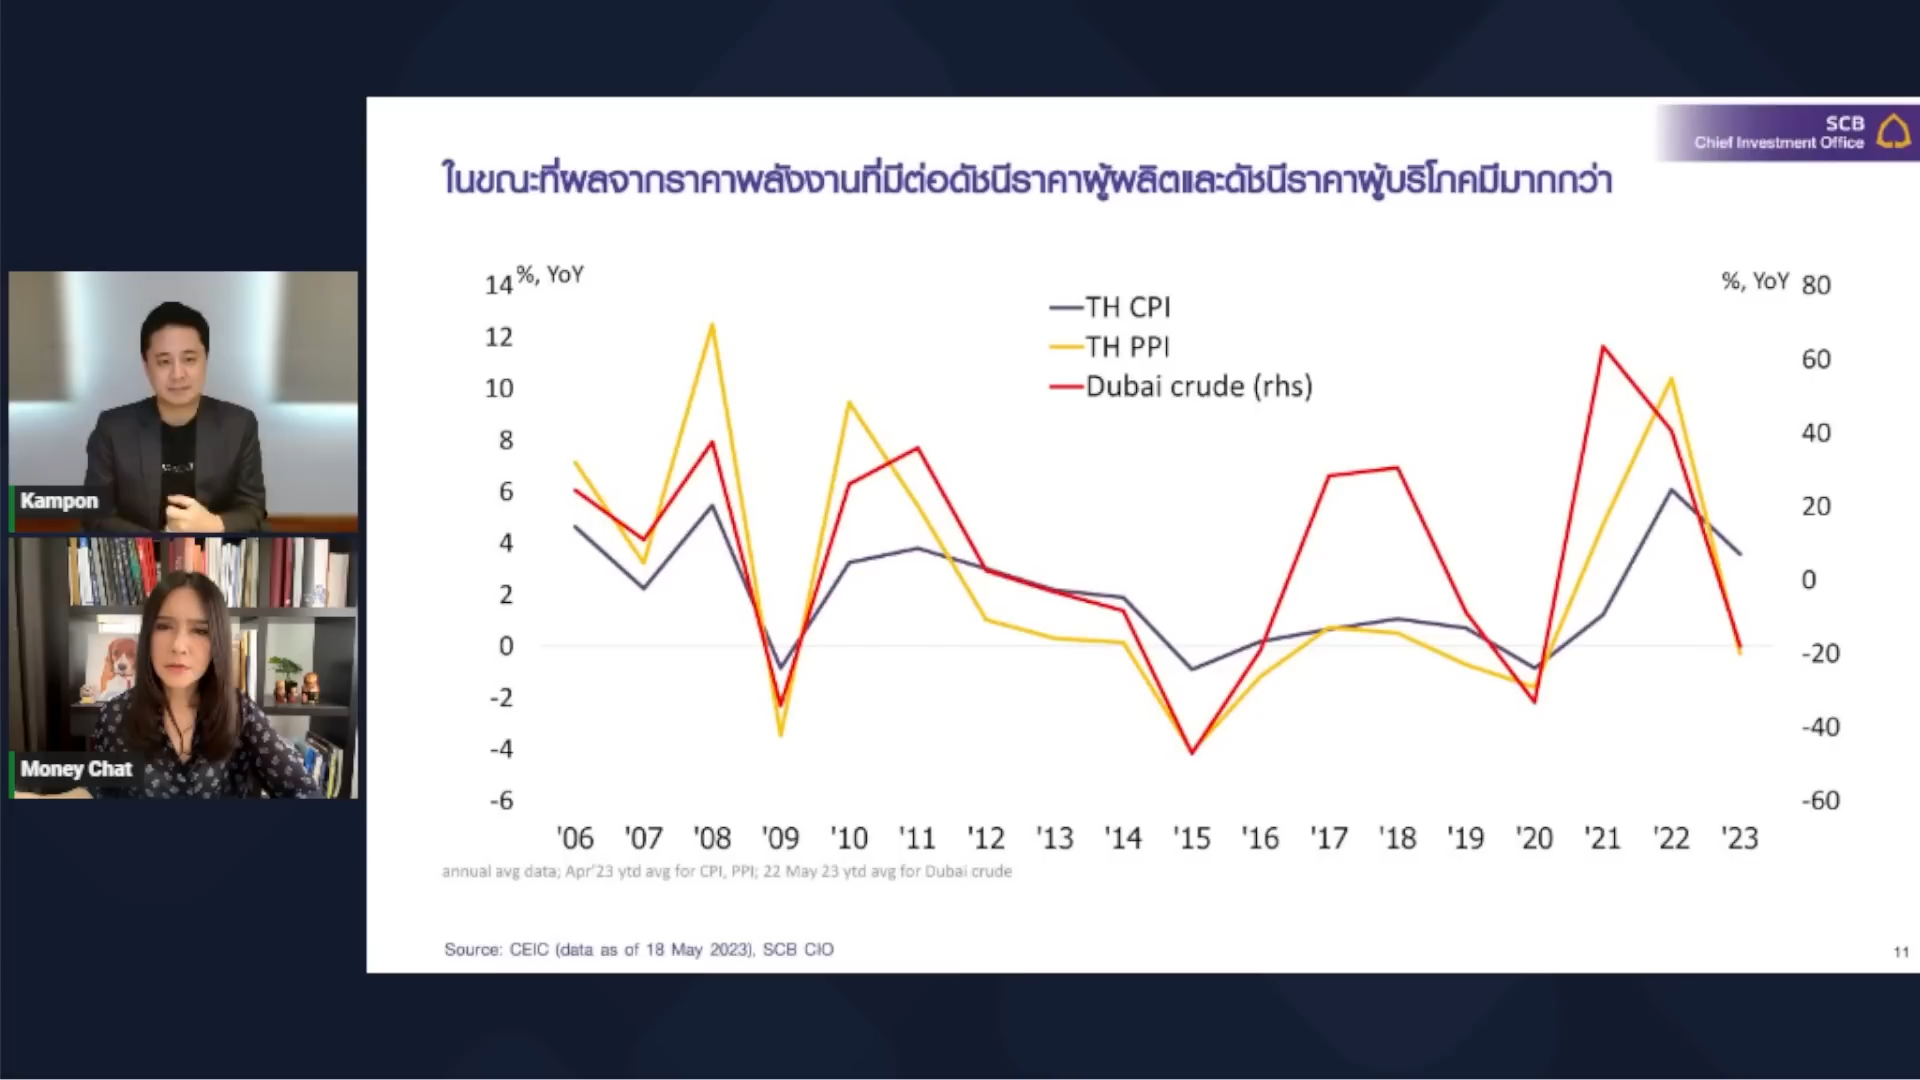 SCB
Chief Investment Office
ในขณะที่ผลจากราคาพลังงานที่มีต่อดัชนีราคาผู้ผลิตและดัชนีราคาผู้บริโภคมีมากกว่า
%, YoY
%, YoY
14
12
10
8
6
4
2
0
-2
-4
-6
TH CPI
TH PPI
Dubai crude (rhs)
80
60
40
20
0
-20
-40
-60
'06 '07 '08 '09 '10 '11 '12 '13 '14 '15 '16 '17 '18 '19 '20 '21 '22 '23
annual avg data; Apr'23 ytd avg for CPI, PPI; 22 May 23 ytd avg for Dubai crude
Source: CEIC (data as of 18 May 2023), SCB CIO
11
Kampon
Money Chat